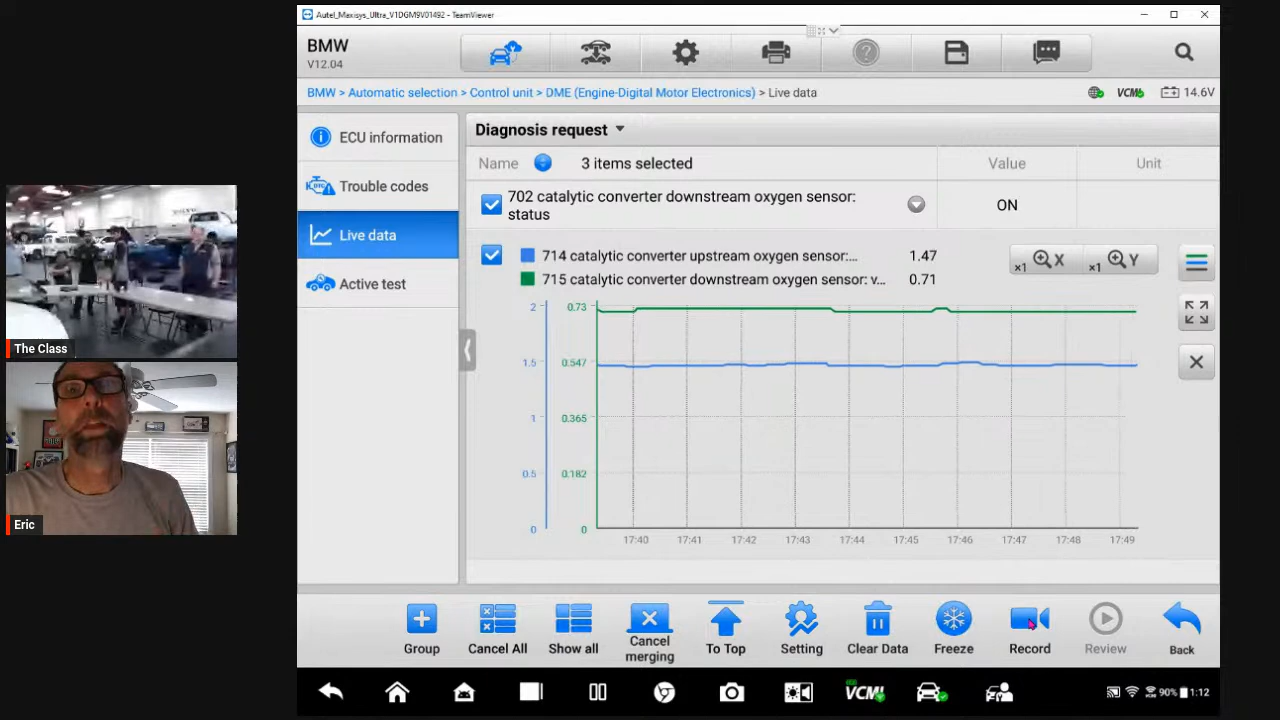 Autel_Maxisys_Ultra_V1DGM9V01492 - TeamViewer
BMW
V12.04
BMW > Automatic selection > Control unit > DME (Engine-Digital Motor Electronics) > Live data
VCMI
14.6V
ECU information
Trouble codes
Live data
Active test
Diagnosis request
Name
3 items selected
Value
Unit
702 catalytic converter downstream oxygen sensor:
status
ON
714 catalytic converter upstream oxygen sensor:...
1.47
715 catalytic converter downstream oxygen sensor: v...
0.71
x1 X
x1 Y
2
1.5
1
0.5
0
0.73
0.547
0.365
0.182
0
17:40
17:41
17:42
17:43
17:44
17:45
17:46
17:47
17:48
17:49
The Class
Eric
Group
Cancel All
Show all
Cancel
merging
To Top
Setting
Clear Data
Freeze
Record
Review
Back
VCMI
90%
1:12